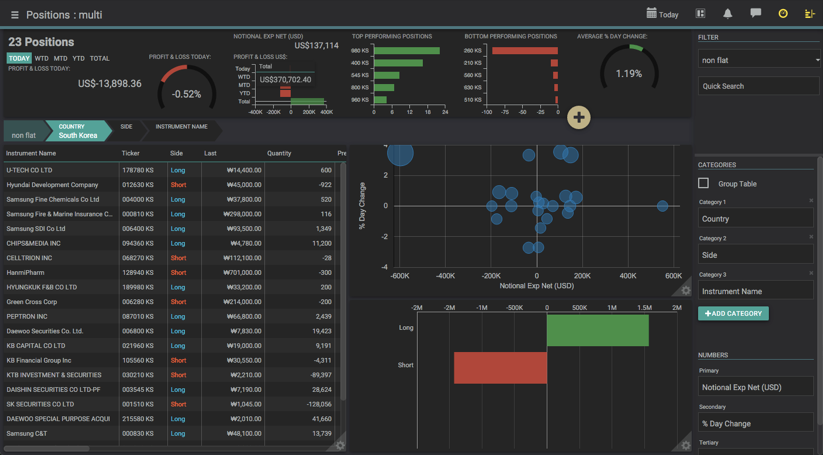 Positions : multi
Today
23 Positions
TODAY WTD MTD YTD TOTAL
PROFIT & LOSS TODAY:
US$-13,898.36
PROFIT & LOSS TODAY:
-0.52%
NOTIONAL EXP NET (USD)
US$137,114
PROFIT & LOSS US$:
Total
US$370,702.40
Today
WTD
MTD
YTD
Total
-400K -200K 0 200K 400K
TOP PERFORMING POSITIONS
680 KS
400 KS
545 KS
800 KS
960 KS
0 6 12 18 24
BOTTOM PERFORMING POSITIONS
260 KS
210 KS
580 KS
630 KS
510 KS
-100 -75 -50 -25 0
AVERAGE % DAY CHANGE:
1.19%
FILTER
non flat
Quick Search
non flat
COUNTRY
South Korea
SIDE
INSTRUMENT NAME
Instrument Name Ticker Side Last Quantity Pre
U-TECH CO LTD 178780 KS Long ₩14,400.00 600
Hyundai Development Company 012630 KS Short ₩45,000.00 -922
Samsung Fine Chemicals Co Ltd 004000 KS Long ₩37,800.00 520
Samsung Fire & Marine Insurance C... 000810 KS Long ₩298,000.00 116
Samsung SDI Co Ltd 006400 KS Long ₩93,500.00 1,349
CHIPS&MEDIA INC 094360 KS Long ₩4,780.00 11,200
CELLTRION INC 068270 KS Short ₩112,100.00 -28
HanmiPharm 128940 KS Short ₩701,000.00 -300
HYUNGKUK F&B CO LTD 189980 KS Long ₩33,200.00 200
Green Cross Corp 006280 KS Short ₩214,000.00 -200
PEPTRON INC 087010 KS Long ₩66,400.00 2,631
Daewoo Securities Co. Ltd. 006800 KS Long ₩7,830.00 19,423
KB CAPITAL CO LTD 021960 KS Long ₩19,000.00 9,191
KB Financial Group Inc 105560 KS Short ₩30,550.00 -4,311
KTB INVESTMENT & SECURITIES 030210 KS Short ₩2,210.00 -89,397
DAISHIN SECURITIES CO LTD-PF 003545 KS Long ₩7,190.00 28,624
SK SECURITIES CO LTD 001510 KS Short ₩1,045.00 -128,056
DAEWOO SPECIAL PURPOSE ACQUI 215580 KS Long ₩2,010.00 41,660
Samsung C&T 000830 KS Long ₩48,100.00 13,739
% Day Change
4
2
0
-2
-4
-600K -400K -200K 0 200K 400K 600K
Notional Exp Net (USD)
-2M -2M -1M -500K 0 500K 1M 1.5M 2M
Long
Short
CATEGORIES
Group Table
Category 1
Country
Category 2
Side
Category 3
Instrument Name
+ADD CATEGORY
NUMBERS
Primary
Notional Exp Net (USD)
Secondary
% Day Change
Tertiary